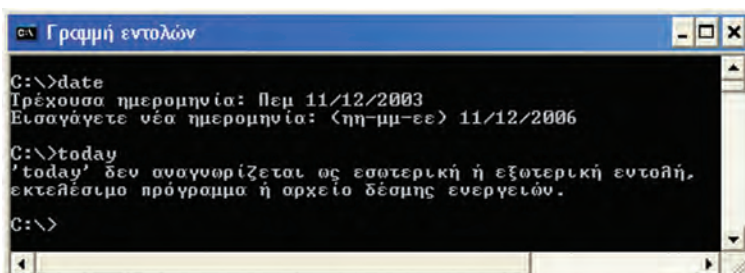 Γραμμή εντολών
C:\>date
Τρέχουσα ημερομηνία: Πεμ 11/12/2003
Εισαγάγετε νέα ημερομηνία: (ηη-μμ-εε) 11/12/2006
C:\>today
'today' δεν αναγνωρίζεται ως εσωτερική ή εξωτερική εντολή,
εκτελέσιμο πρόγραμμα ή αρχείο δέσμης ενεργειών.
C:\>